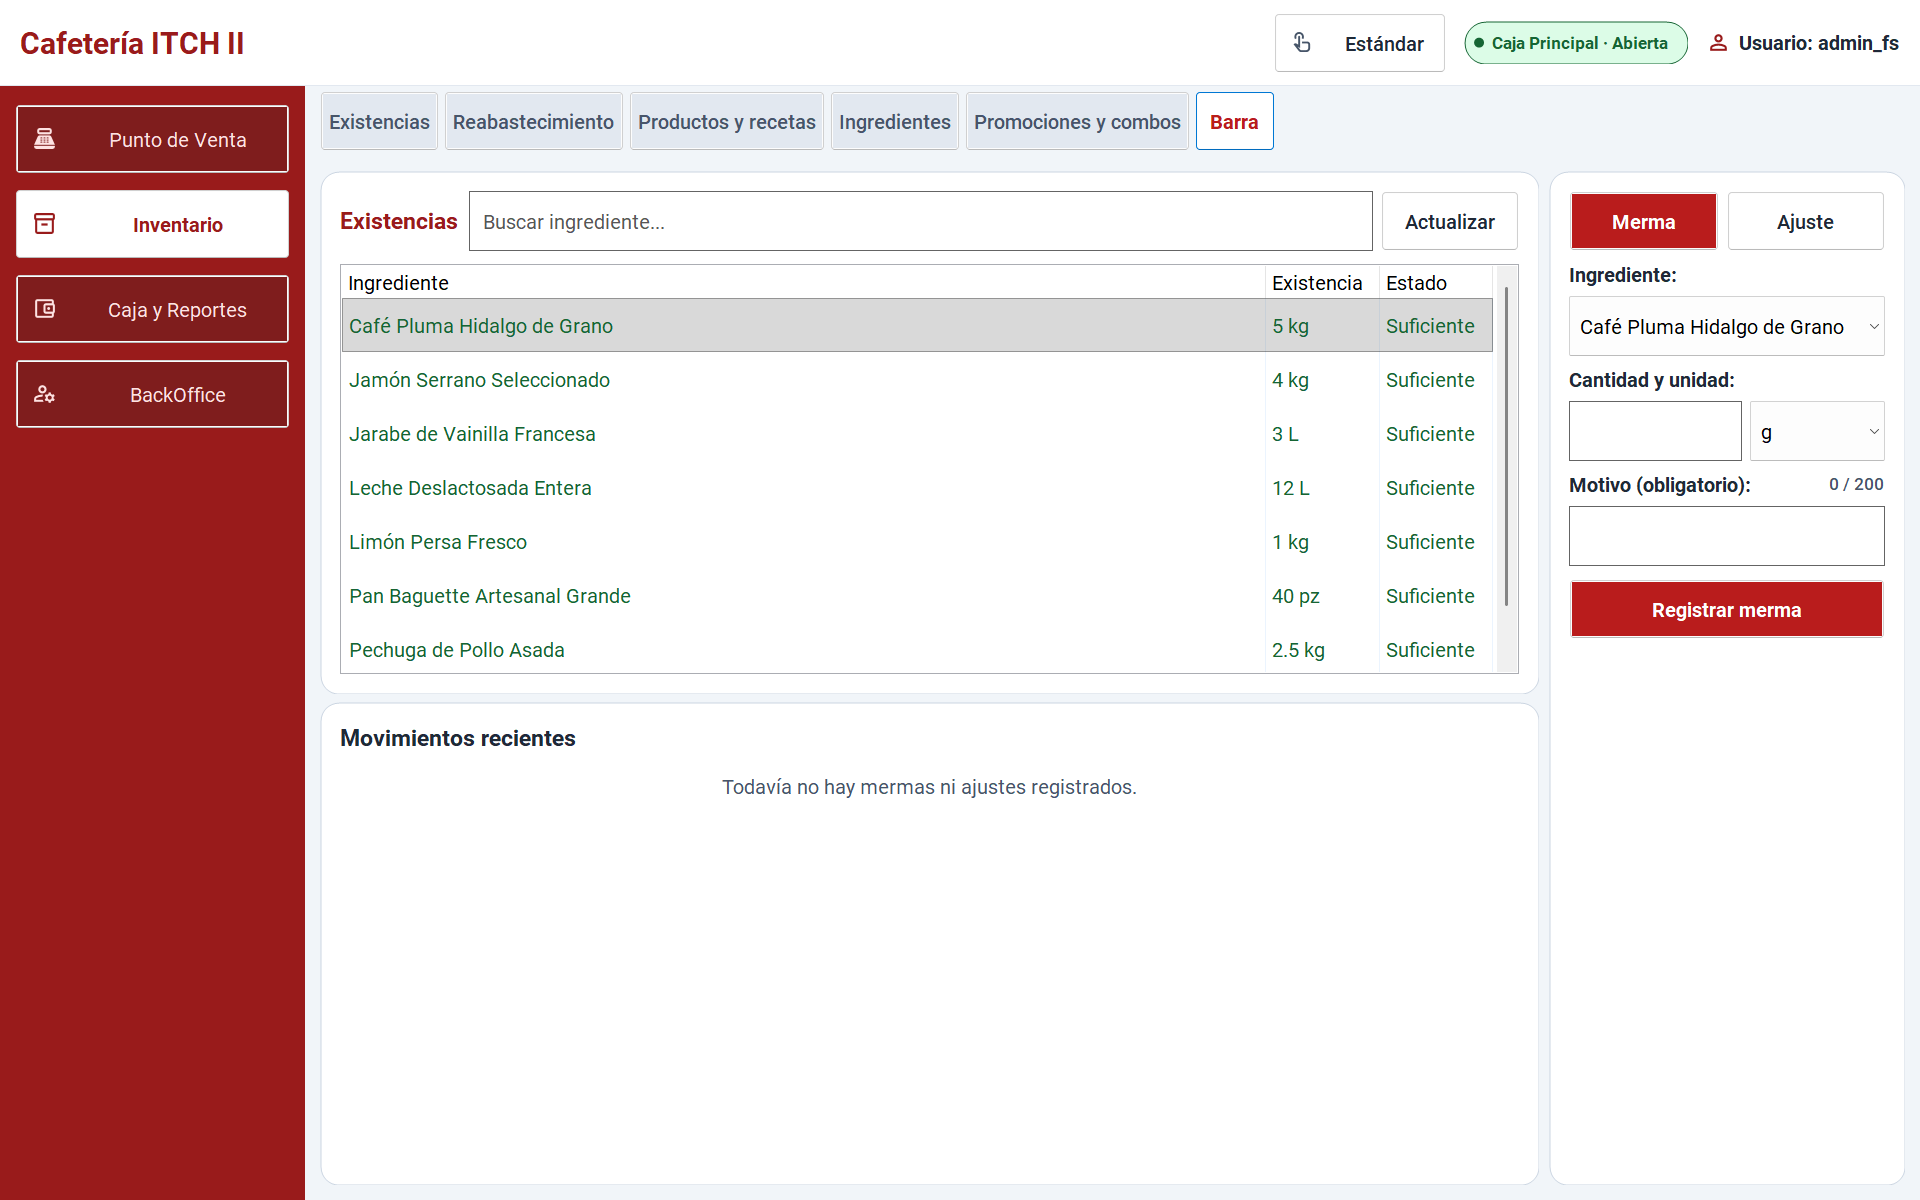 Cafetería ITCH II
Estándar
Caja Principal · Abierta
Usuario: admin_fs
Punto de Venta
Inventario
Caja y Reportes
BackOffice
Existencias
Reabastecimiento
Productos y recetas
Ingredientes
Promociones y combos
Barra
Existencias
Buscar ingrediente...
Actualizar
Ingrediente Existencia Estado
Café Pluma Hidalgo de Grano 5 kg Suficiente
Jamón Serrano Seleccionado 4 kg Suficiente
Jarabe de Vainilla Francesa 3 L Suficiente
Leche Deslactosada Entera 12 L Suficiente
Limón Persa Fresco 1 kg Suficiente
Pan Baguette Artesanal Grande 40 pz Suficiente
Pechuga de Pollo Asada 2.5 kg Suficiente
Movimientos recientes
Todavía no hay mermas ni ajustes registrados.
Merma
Ajuste
Ingrediente:
Café Pluma Hidalgo de Grano
Cantidad y unidad:
g
Motivo (obligatorio): 0 / 200
Registrar merma